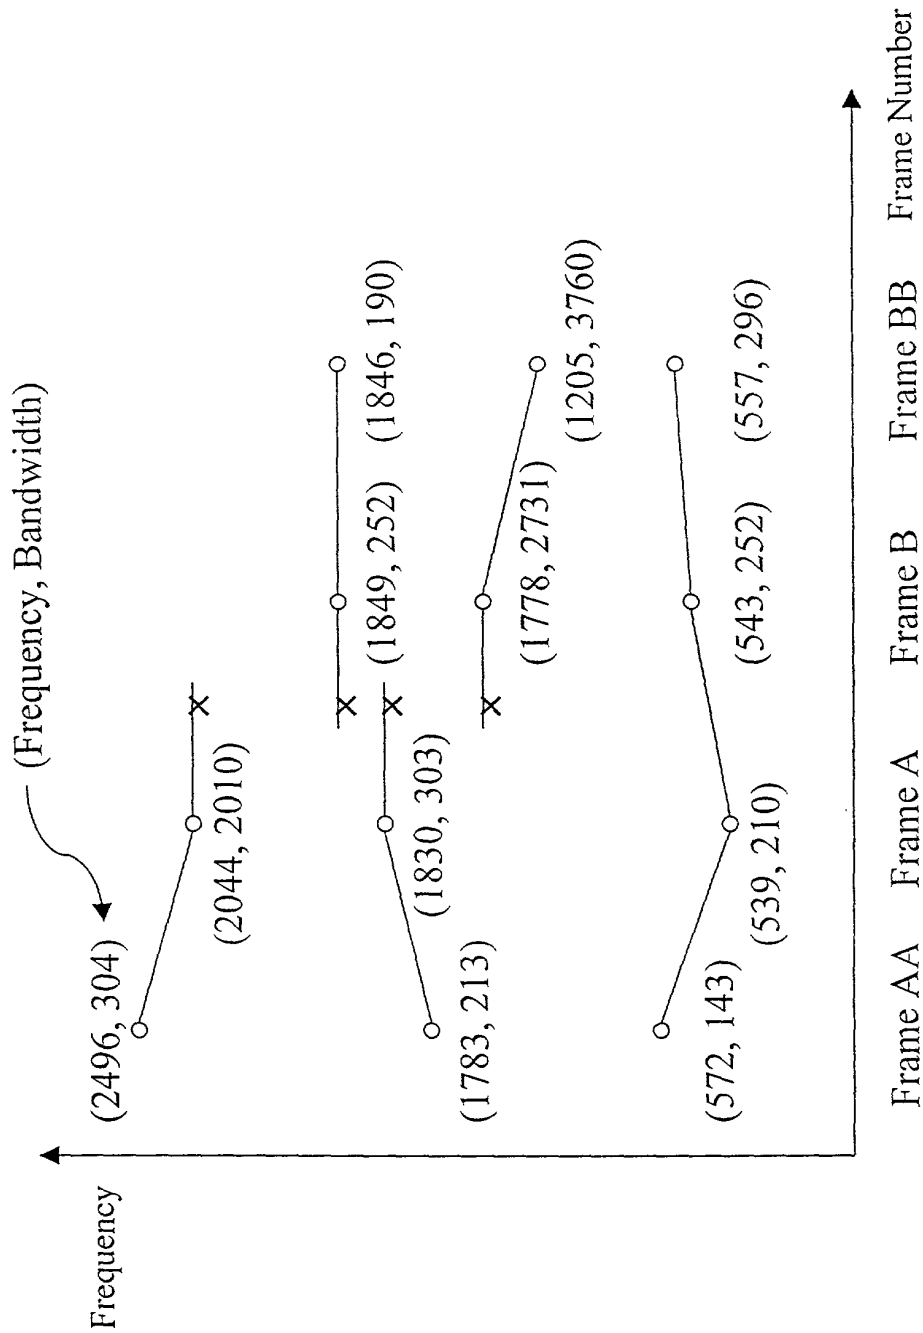 Frequency
(Frequency, Bandwidth)
(2496, 304)
(2044, 2010)
(1849, 252)
(1846, 190)
(1783, 213)
(1830, 303)
(1778, 2731)
(1205, 3760)
(572, 143)
(539, 210)
(543, 252)
(557, 296)
Frame AA
Frame A
Frame B
Frame BB
Frame Number